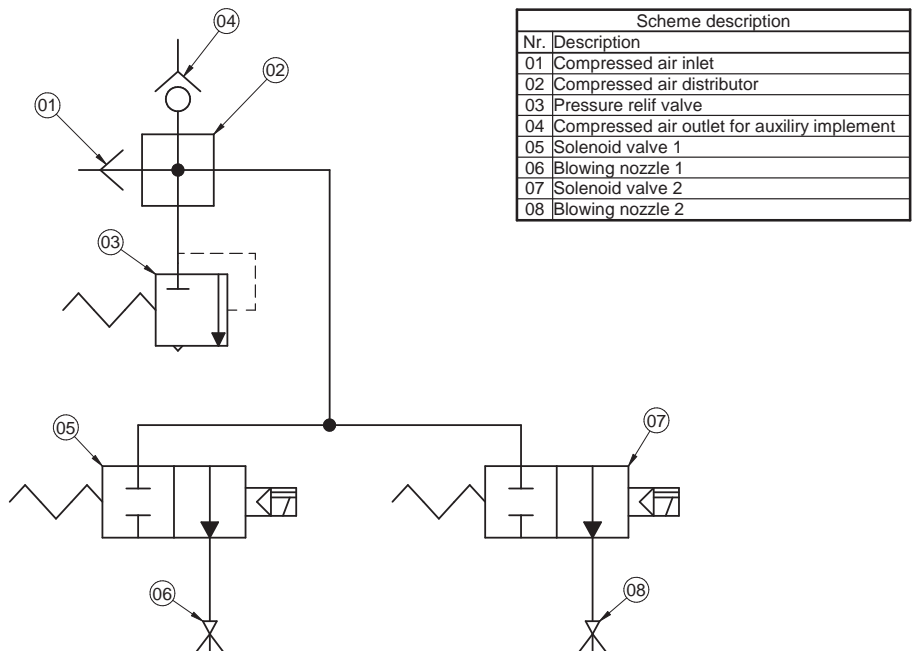 04
02
01
03
05
07
06
08
Scheme description
Nr. Description
01 Compressed air inlet
02 Compressed air distributor
03 Pressure relif valve
04 Compressed air outlet for auxiliry implement
05 Solenoid valve 1
06 Blowing nozzle 1
07 Solenoid valve 2
08 Blowing nozzle 2